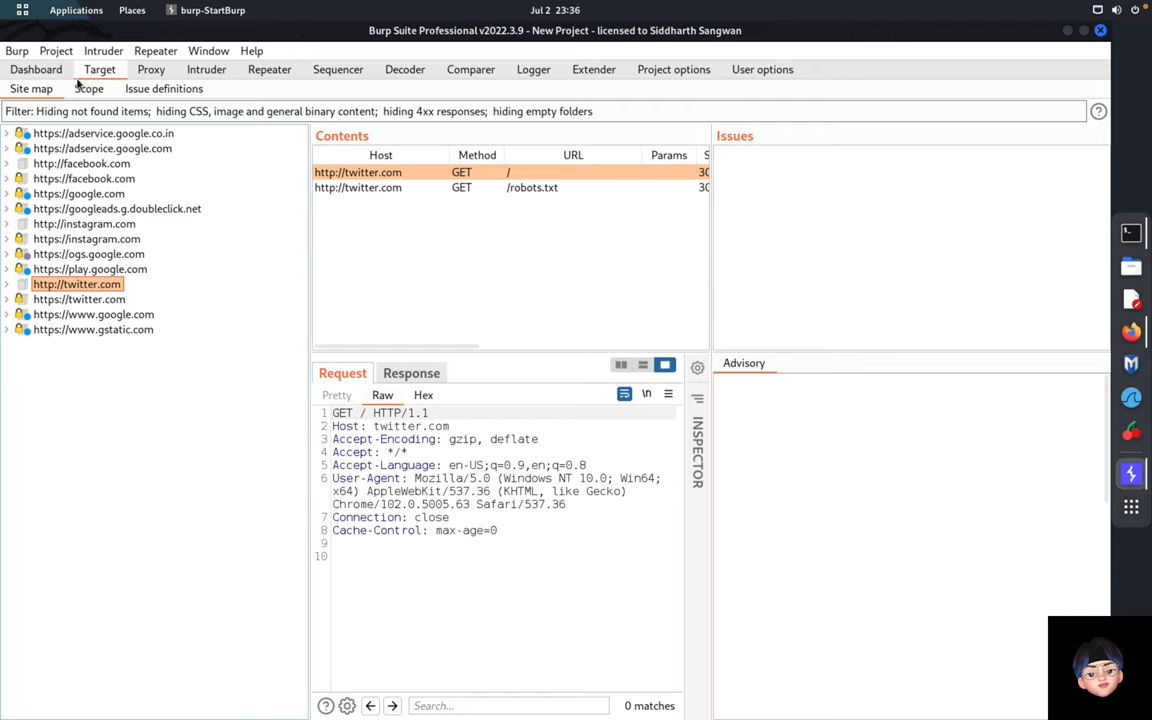 Applications Places burp-StartBurp Jul 2 23:36
Burp Suite Professional v2022.3.9 - New Project - licensed to Siddharth Sangwan
Burp Project Intruder Repeater Window Help
Dashboard Target Proxy Intruder Repeater Sequencer Decoder Comparer Logger Extender Project options User options
Site map Scope Issue definitions
Filter: Hiding not found items; hiding CSS, image and general binary content; hiding 4xx responses; hiding empty folders
https://adservice.google.co.in
https://adservice.google.com
http://facebook.com
https://facebook.com
https://google.com
https://googleads.g.doubleclick.net
http://instagram.com
https://instagram.com
https://ogs.google.com
https://play.google.com
http://twitter.com
https://twitter.com
https://www.google.com
https://www.gstatic.com
Contents
Host Method URL Params S
http://twitter.com GET / 30
http://twitter.com GET /robots.txt 30
Request Response
Pretty Raw Hex \n
1 GET / HTTP/1.1
2 Host: twitter.com
3 Accept-Encoding: gzip, deflate
4 Accept: */*
5 Accept-Language: en-US;q=0.9,en;q=0.8
6 User-Agent: Mozilla/5.0 (Windows NT 10.0; Win64;
x64) AppleWebKit/537.36 (KHTML, like Gecko)
Chrome/102.0.5005.63 Safari/537.36
7 Connection: close
8 Cache-Control: max-age=0
9
10
Search... 0 matches
INSPECTOR
Issues
Advisory